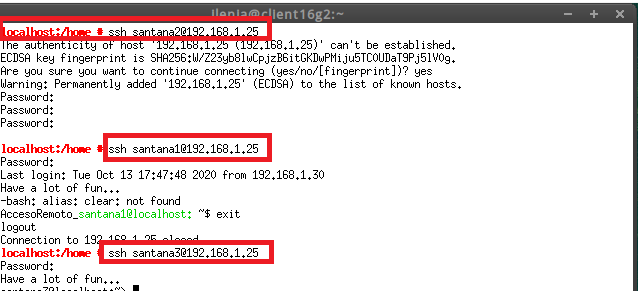 ilenia@client16g2:~
localhost:/home # ssh santana2@192.168.1.25
The authenticity of host '192.168.1.25 (192.168.1.25)' can't be established.
ECDSA key fingerprint is SHA256:W/Z23yb8lwCpjzB6itGKDwPMiju5TCOUDaT9Pj5lV0g.
Are you sure you want to continue connecting (yes/no/[fingerprint])? yes
Warning: Permanently added '192.168.1.25' (ECDSA) to the list of known hosts.
Password:
Password:
Password:
localhost:/home # ssh santana1@192.168.1.25
Password:
Last login: Tue Oct 13 17:47:48 2020 from 192.168.1.30
Have a lot of fun...
-bash: alias: clear: not found
AccesoRemoto_santana1@localhost: ~$ exit
logout
Connection to 192.168.1.25 closed
localhost:/home # ssh santana3@192.168.1.25
Password:
Have a lot of fun...
santana3@localhost:~>